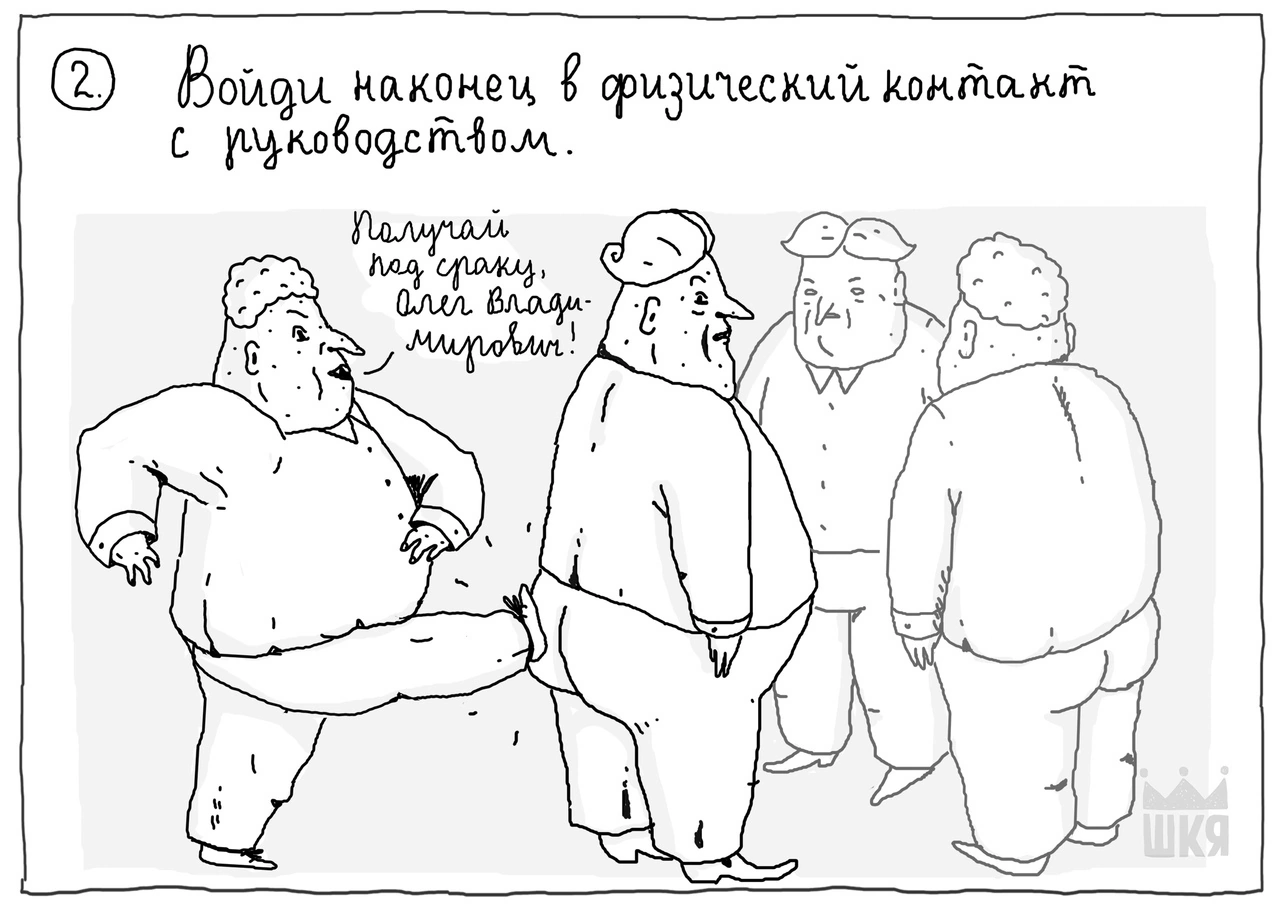 2. Войди наконец в физический контакт
с руководством.
Получай
под сраку,
Олег Влади-
мирович!
ШКЯ